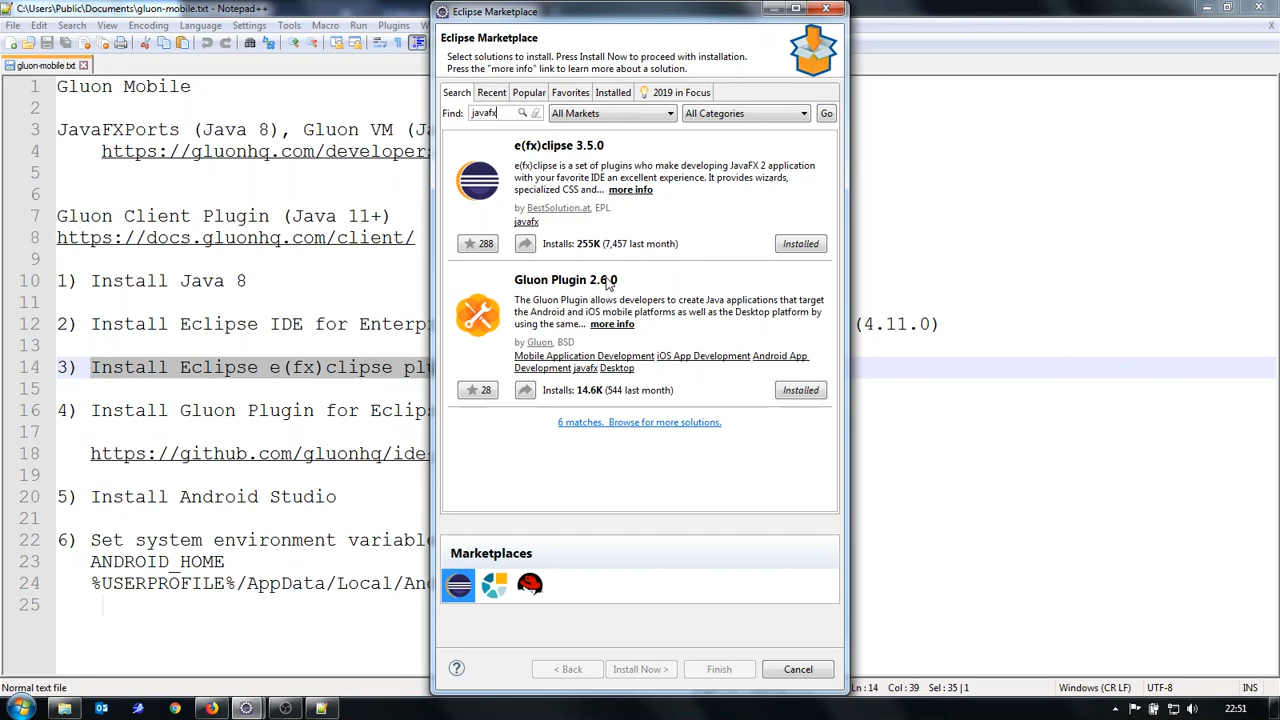 C:\Users\Public\Documents\gluon-mobile.txt - Notepad++
File Edit Search View Encoding Language Settings Tools Macro Run Plugins
gluon-mobile.txt
1 Gluon Mobile
2
3 JavaFXPorts (Java 8), Gluon VM (Ja
4 https://gluonhq.com/developers
5
6
7 Gluon Client Plugin (Java 11+)
8 https://docs.gluonhq.com/client/
9
10 1) Install Java 8
11
12 2) Install Eclipse IDE for Enterp (4.11.0)
13
14 3) Install Eclipse e(fx)clipse plu
15
16 4) Install Gluon Plugin for Eclips
17
18 https://github.com/gluonhq/ide-
19
20 5) Install Android Studio
21
22 6) Set system environment variable
23 ANDROID_HOME
24 %USERPROFILE%/AppData/Local/And
25
Eclipse Marketplace
Eclipse Marketplace
Select solutions to install. Press Install Now to proceed with installation.
Press the "more info" link to learn more about a solution.
Search Recent Popular Favorites Installed 2019 in Focus
Find: javafx All Markets All Categories Go
e(fx)clipse 3.5.0
e(fx)clipse is a set of plugins who make developing JavaFX 2 application
with your favorite IDE an excellent experience. It provides wizards,
specialized CSS and... more info
by BestSolution.at, EPL
javafx
288 Installs: 255K (7,457 last month) Installed
Gluon Plugin 2.6.0
The Gluon Plugin allows developers to create Java applications that target
the Android and iOS mobile platforms as well as the Desktop platform by
using the same... more info
by Gluon, BSD
Mobile Application Development iOS App Development Android App
Development javafx Desktop
28 Installs: 14.6K (544 last month) Installed
6 matches. Browse for more solutions.
Marketplaces
? < Back Install Now > Finish Cancel
Normal text file Ln : 14 Col : 39 Sel : 35 | 1 Windows (CR LF) UTF-8 INS
22:51